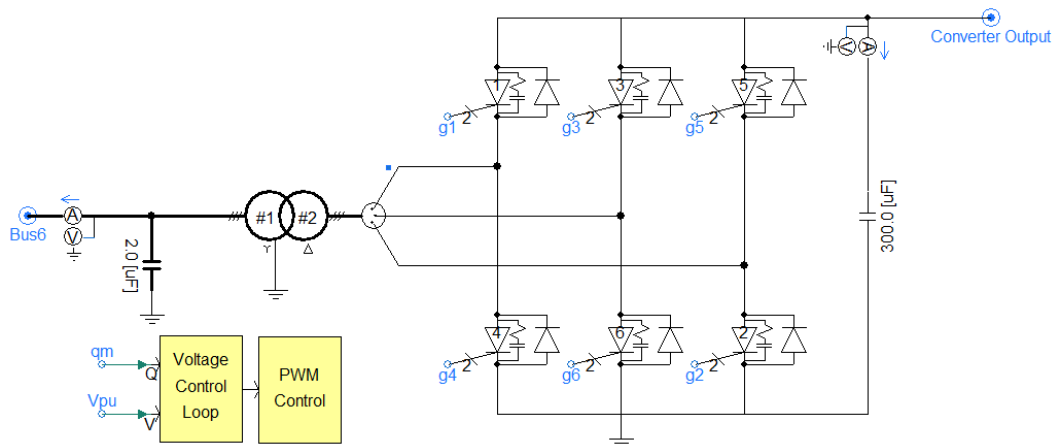 Converter Output
V
A
1
3
5
g1
2
g3
2
g5
2
Bus6
A
V
#1
#2
2.0 [uF]
300.0 [uF]
4
6
2
g4
2
g6
2
g2
2
qm
Q
Vpu
V
Voltage
Control
Loop
PWM
Control